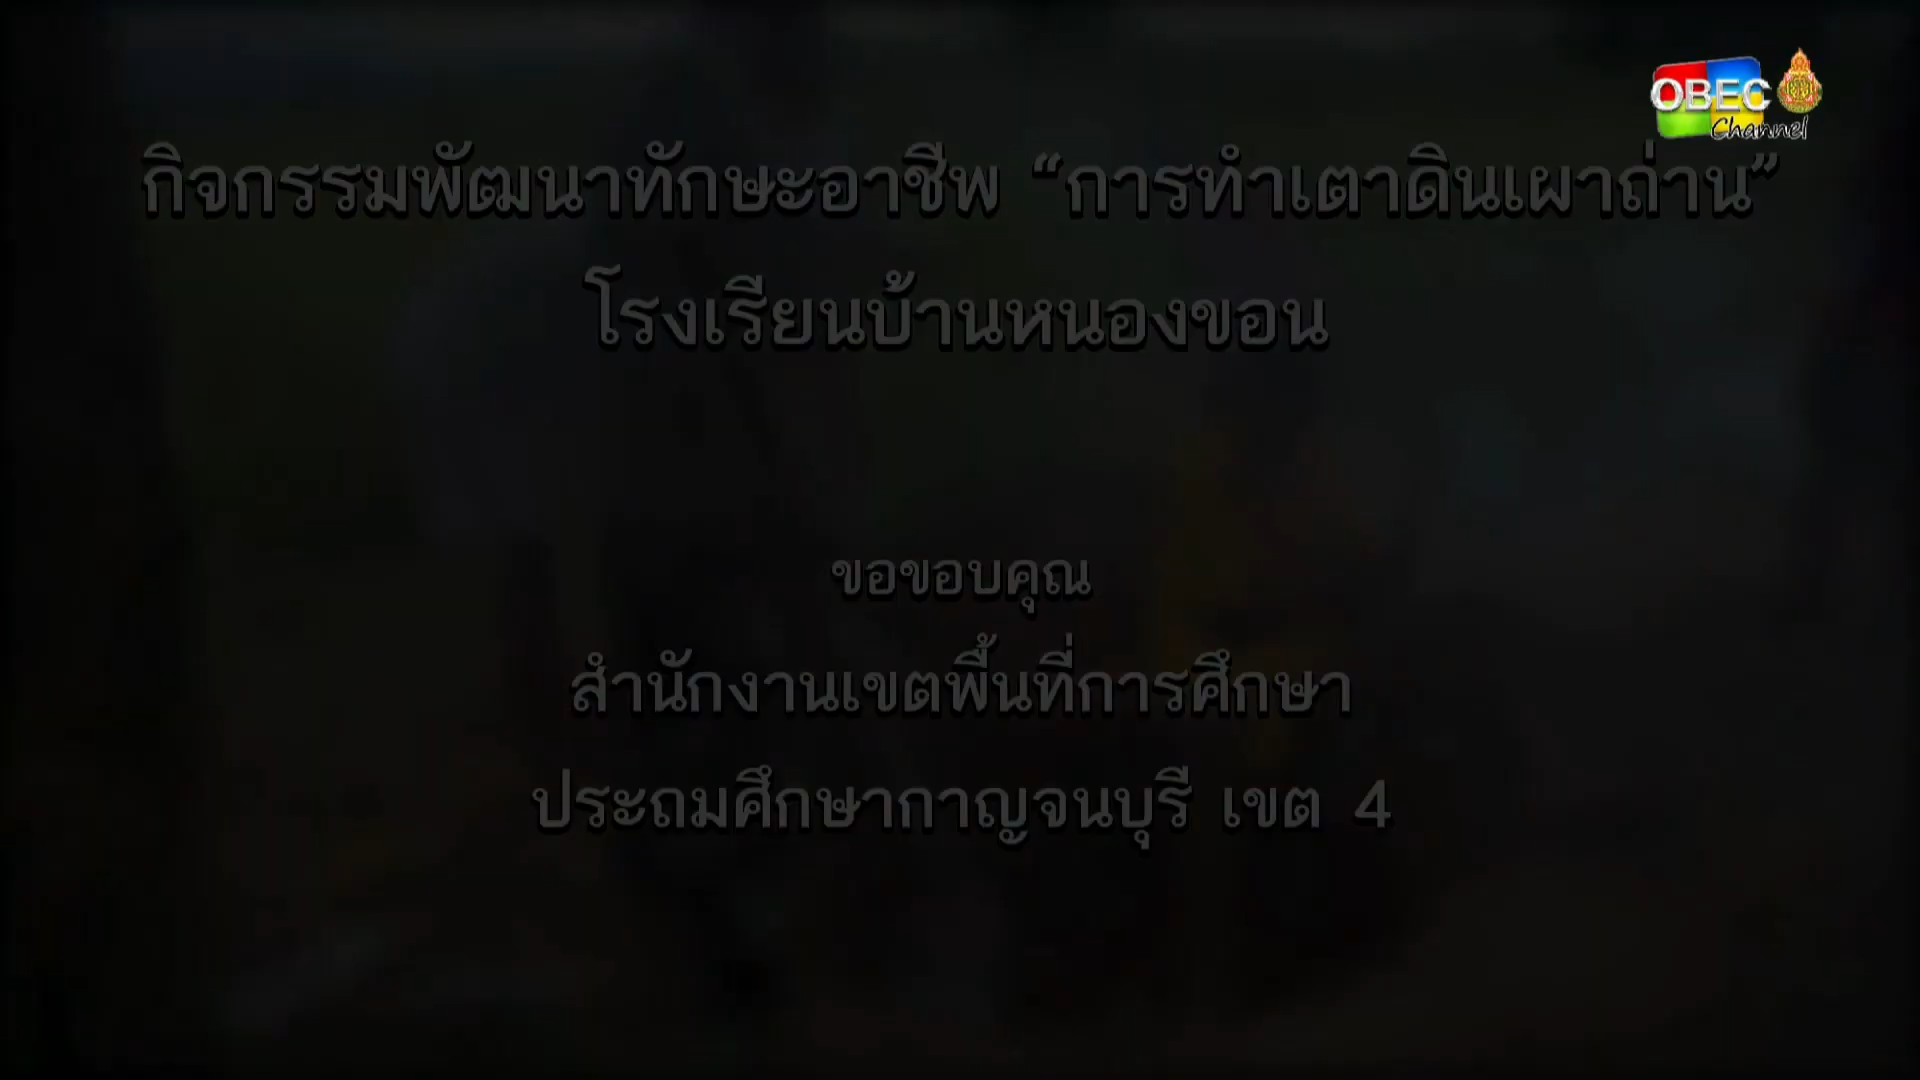 OBEC
Channel
กิจกรรมพัฒนาทักษะอาชีพ “การทำเตาดินเผาถ่าน”
โรงเรียนบ้านหนองขอน
ขอขอบคุณ
สำนักงานเขตพื้นที่การศึกษา
ประถมศึกษากาญจนบุรี เขต 4